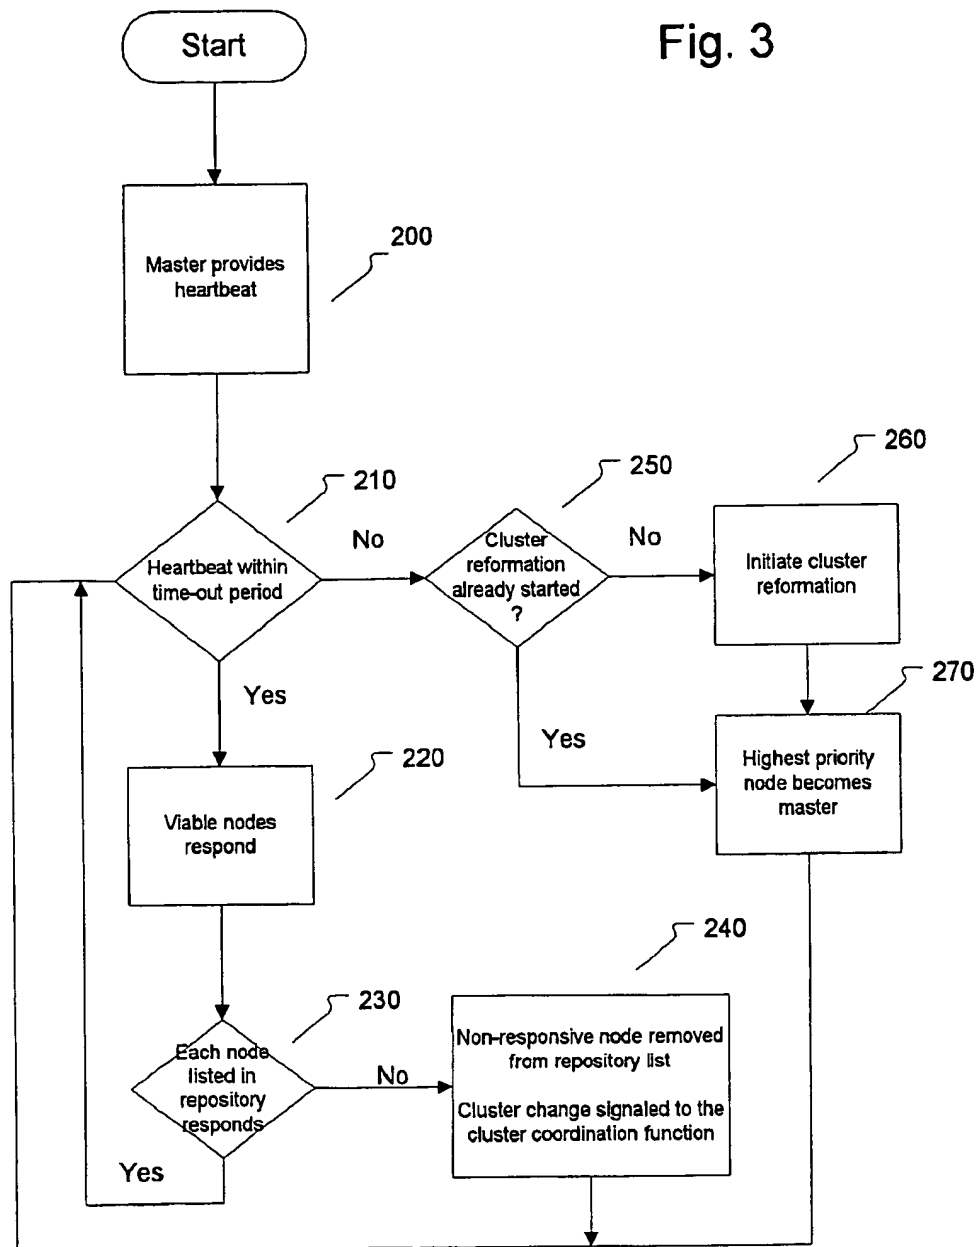 Start
Fig. 3
Master provides
heartbeat
200
210
Heartbeat within
time-out period
No
250
Cluster
reformation
already started
?
No
260
Initiate cluster
reformation
Yes
Yes
270
Highest priority
node becomes
master
220
Viable nodes
respond
230
Each node
listed in
repository
responds
No
Yes
240
Non-responsive node removed
from repository list
Cluster change signaled to the
cluster coordination function